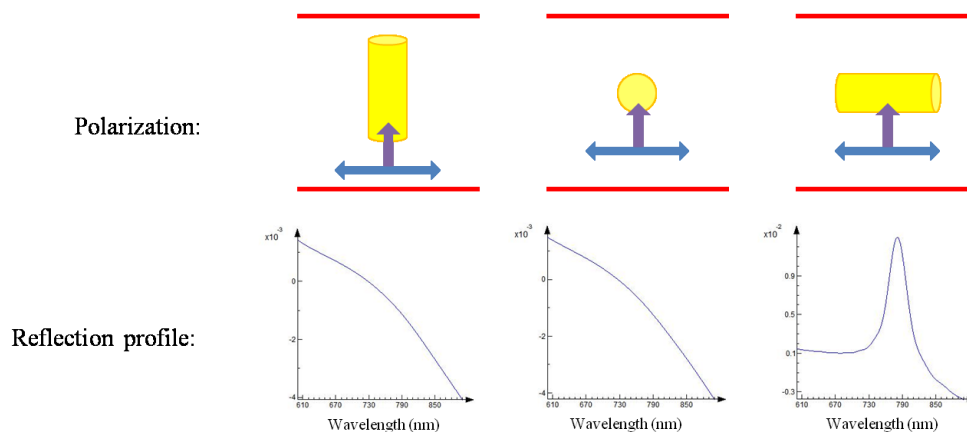 Polarization:
Reflection profile:
x10⁻³
0
-2
-4
610 670 730 790 850
Wavelength (nm)
x10⁻³
0
-2
-4
610 670 730 790 850
Wavelength (nm)
x10⁻²
0.9
0.1
-0.3
610 670 730 790 850
Wavelength (nm)